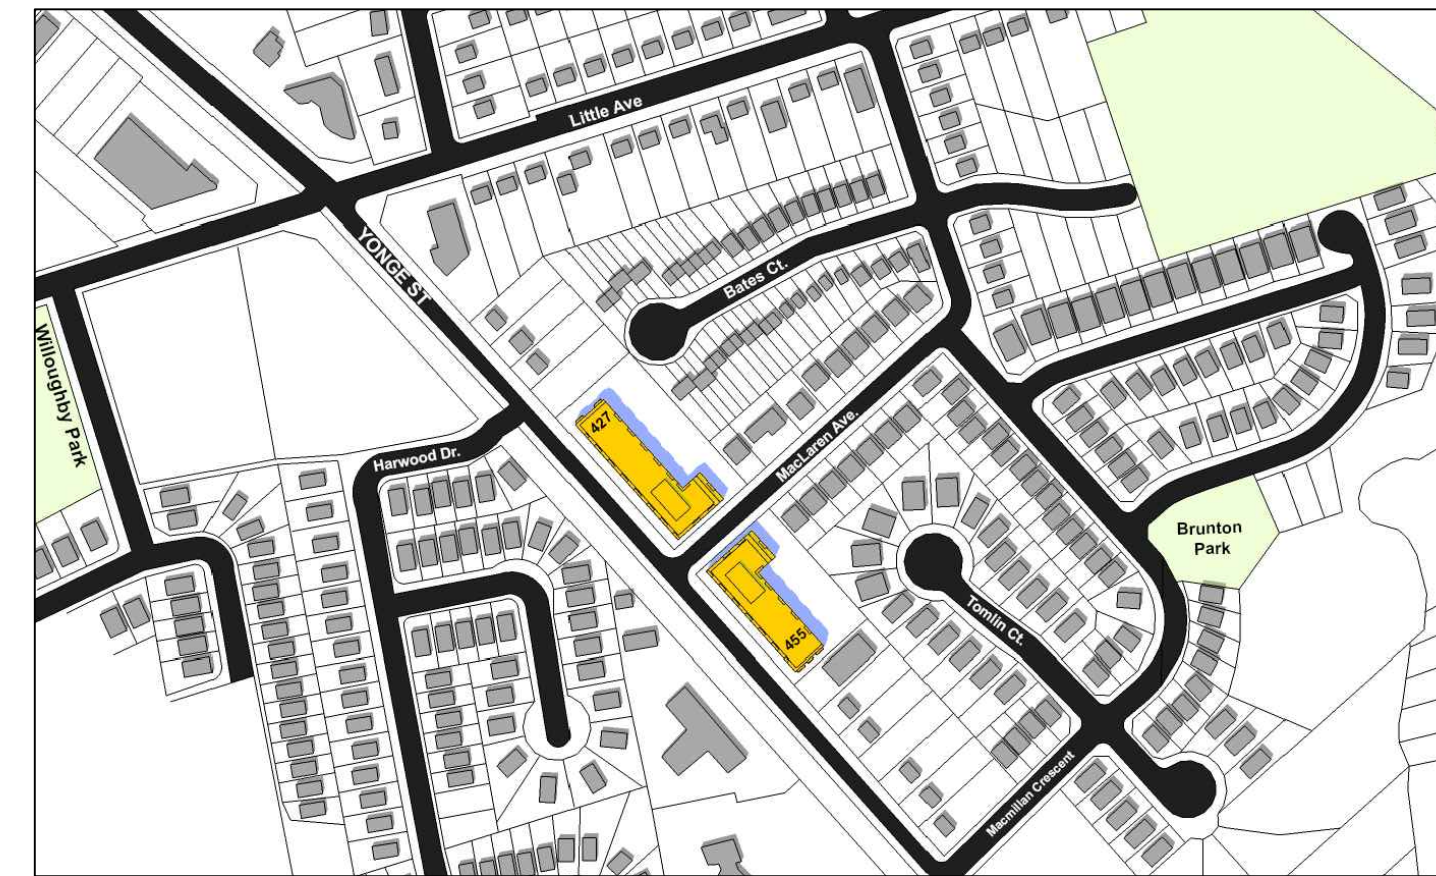 Little Ave
YONGE ST
Bates Ct.
Willoughby Park
427
MacLaren Ave.
Harwood Dr.
Brunton
Park
Tomlin Ct.
455
Macmillan Crescent